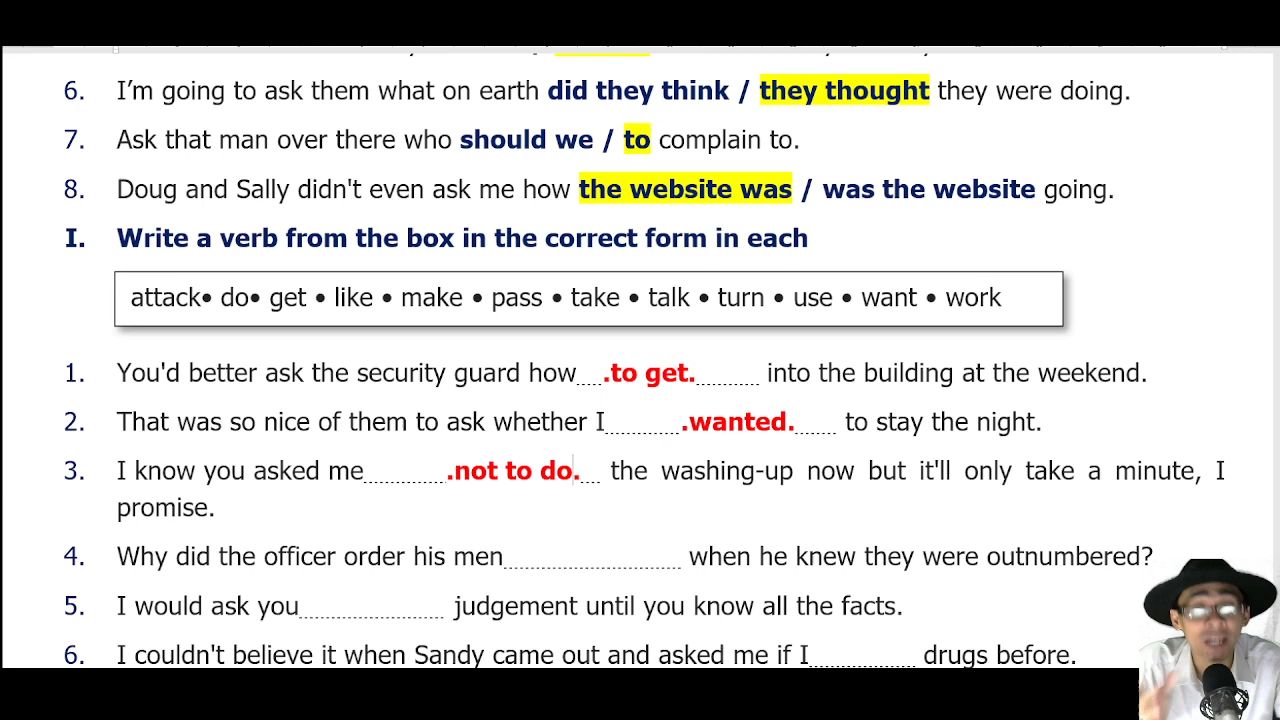 6. I'm going to ask them what on earth did they think / they thought they were doing.
7. Ask that man over there who should we / to complain to.
8. Doug and Sally didn't even ask me how the website was / was the website going.
I. Write a verb from the box in the correct form in each
attack• do• get • like • make • pass • take • talk • turn • use • want • work
1. You'd better ask the security guard how....to get.......... into the building at the weekend.
2. That was so nice of them to ask whether I............wanted....... to stay the night.
3. I know you asked me.............not to do.... the washing-up now but it'll only take a minute, I
promise.
4. Why did the officer order his men............................ when he knew they were outnumbered?
5. I would ask you....................... judgement until you know all the facts.
6. I couldn't believe it when Sandy came out and asked me if I................. drugs before.